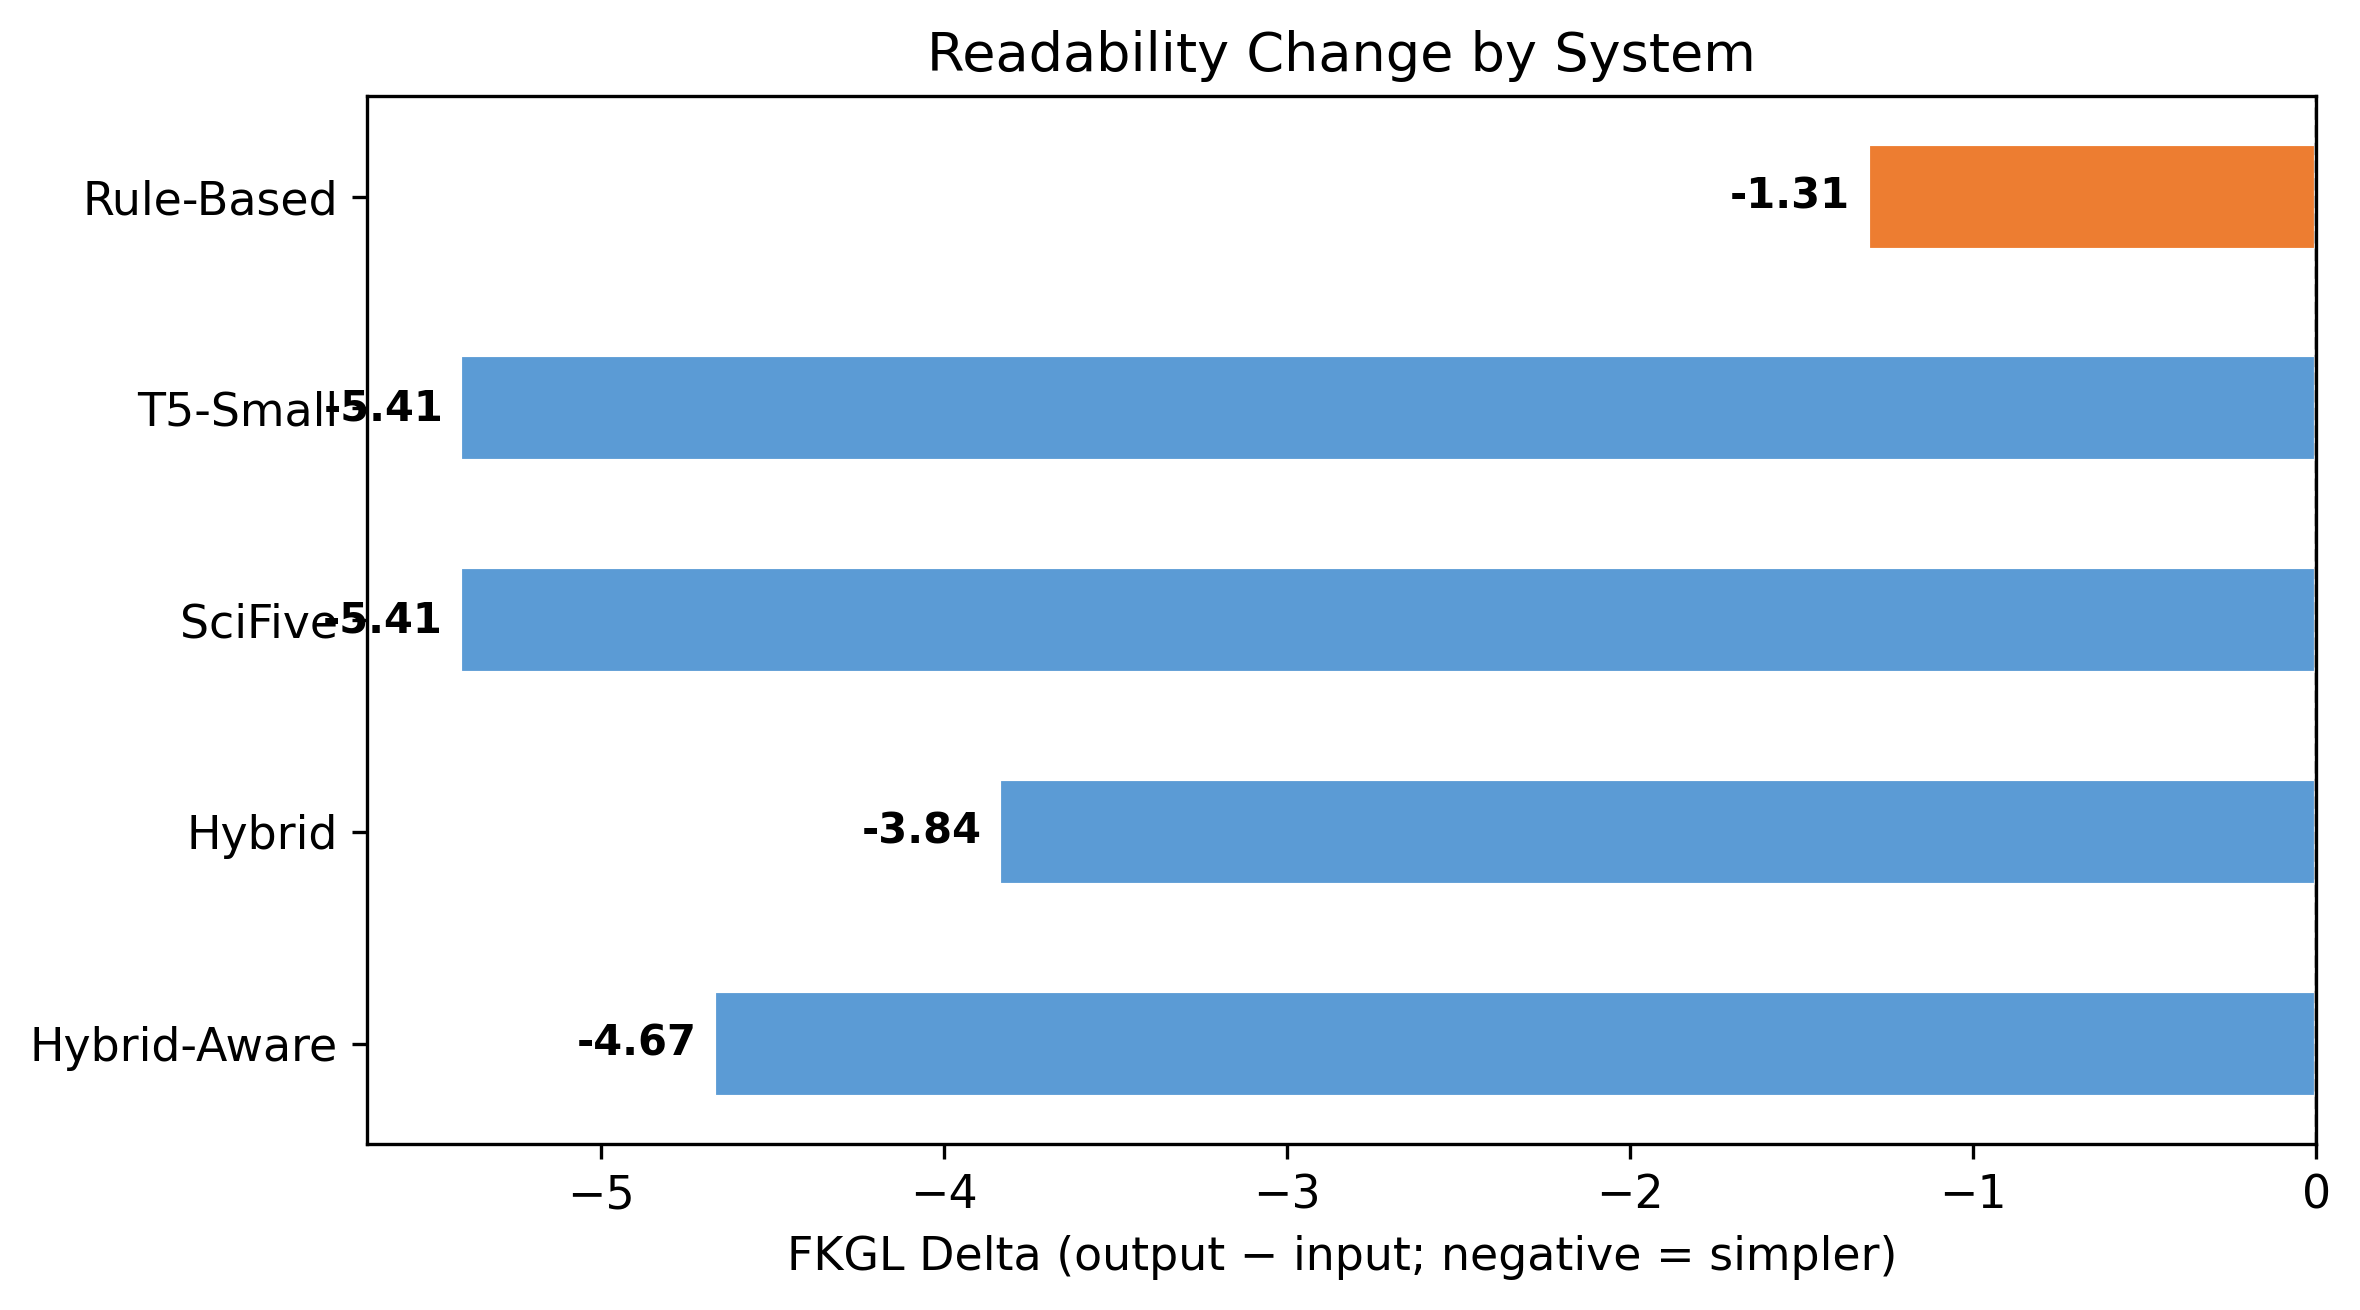 Readability Change by System
Rule-Based
-1.31
T5-Small
-5.41
SciFive
-5.41
Hybrid
-3.84
Hybrid-Aware
-4.67
−5 −4 −3 −2 −1 0
FKGL Delta (output − input; negative = simpler)